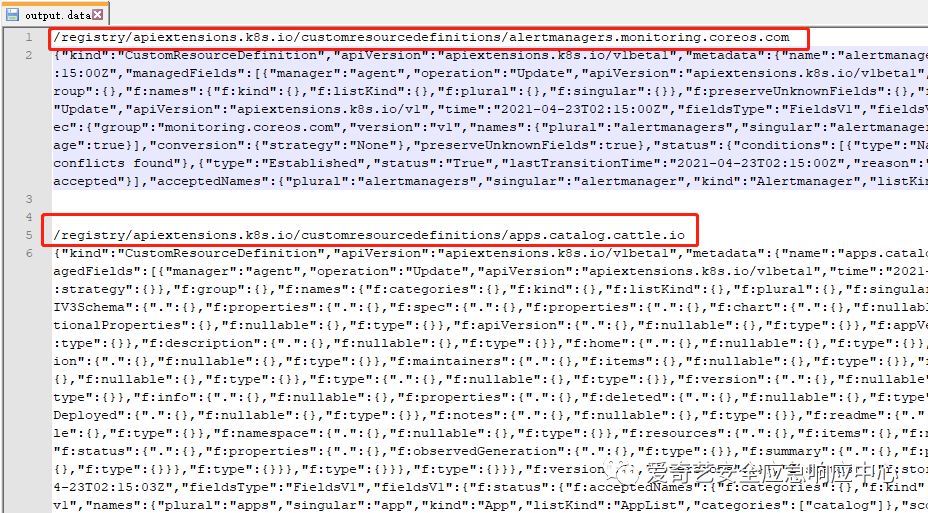 output.data
1 /registry/apiextensions.k8s.io/customresourcedefinitions/alertmanagers.monitoring.coreos.com
2 {"kind":"CustomResourceDefinition","apiVersion":"apiextensions.k8s.io/v1beta1","metadata":{"name":"alertmanage
:15:00Z","managedFields":[{"manager":"agent","operation":"Update","apiVersion":"apiextensions.k8s.io/v1beta1",
roup":{},"f:names":{"f:kind":{},"f:listKind":{},"f:plural":{},"f:singular":{}},"f:preserveUnknownFields":{},
"Update","apiVersion":"apiextensions.k8s.io/v1","time":"2021-04-23T02:15:00Z","fieldsType":"FieldsV1","fields
ec":{"group":"monitoring.coreos.com","version":"v1","names":{"plural":"alertmanagers","singular":"alertmanager
age":true}],"conversion":{"strategy":"None"},"preserveUnknownFields":true},"status":{"conditions":[{"type":"Na
conflicts found"},{"type":"Established","status":"True","lastTransitionTime":"2021-04-23T02:15:00Z","reason":"
accepted"}],"acceptedNames":{"plural":"alertmanagers","singular":"alertmanager","kind":"Alertmanager","listKin
3
4
5 /registry/apiextensions.k8s.io/customresourcedefinitions/apps.catalog.cattle.io
6 {"kind":"CustomResourceDefinition","apiVersion":"apiextensions.k8s.io/v1beta1","metadata":{"name":"apps.catalo
agedFields":[{"manager":"agent","operation":"Update","apiVersion":"apiextensions.k8s.io/v1beta1","time":"2021-
:strategy":{}},"f:group":{},"f:names":{"f:categories":{},"f:kind":{},"f:listKind":{},"f:plural":{},"f:singular
IV3Schema":{".":{},"f:properties":{".":{},"f:spec":{".":{},"f:properties":{".":{},"f:chart":{".":{},"f:nullabl
tionalProperties":{},"f:nullable":{},"f:type":{}},"f:apiVersion":{".":{},"f:nullable":{},"f:type":{}},"f:appVe
:type":{}},"f:description":{".":{},"f:nullable":{},"f:type":{}},"f:home":{".":{},"f:nullable":{},"f:type":{}},
ion":{".":{},"f:nullable":{},"f:type":{}},"f:maintainers":{".":{},"f:items":{},"f:nullable":{},"f:type":{}},
{},"f:nullable":{},"f:type":{}},"f:type":{".":{},"f:nullable":{},"f:type":{}},"f:version":{".":{},"f:nullable
type":{}},"f:info":{".":{},"f:nullable":{},"f:properties":{".":{},"f:deleted":{".":{},"f:nullable":{},"f:type"
Deployed":{".":{},"f:nullable":{},"f:type":{}},"f:notes":{".":{},"f:nullable":{},"f:type":{}},"f:readme":{"."
le":{},"f:type":{}},"f:namespace":{".":{},"f:nullable":{},"f:type":{}},"f:resources":{".":{},"f:items":{},"f:n
"f:status":{".":{},"f:properties":{".":{},"f:observedGeneration":{".":{},"f:type":{}},"f:summary":{".":{},"f:p
{},"f:type":{}}},"f:type":{}}},"f:type":{}}},"f:type":{}}},"f:version
4-23T02:15:03Z","fieldsType":"FieldsV1","fieldsV1":{"f:status":{"f:acceptedNames":{"f:categories":{},"f:kind"
v1","names":{"plural":"apps","singular":"app","kind":"App","listKind":"AppList","categories":["catalog"]},"sco
爱奇艺安全应急响应中心